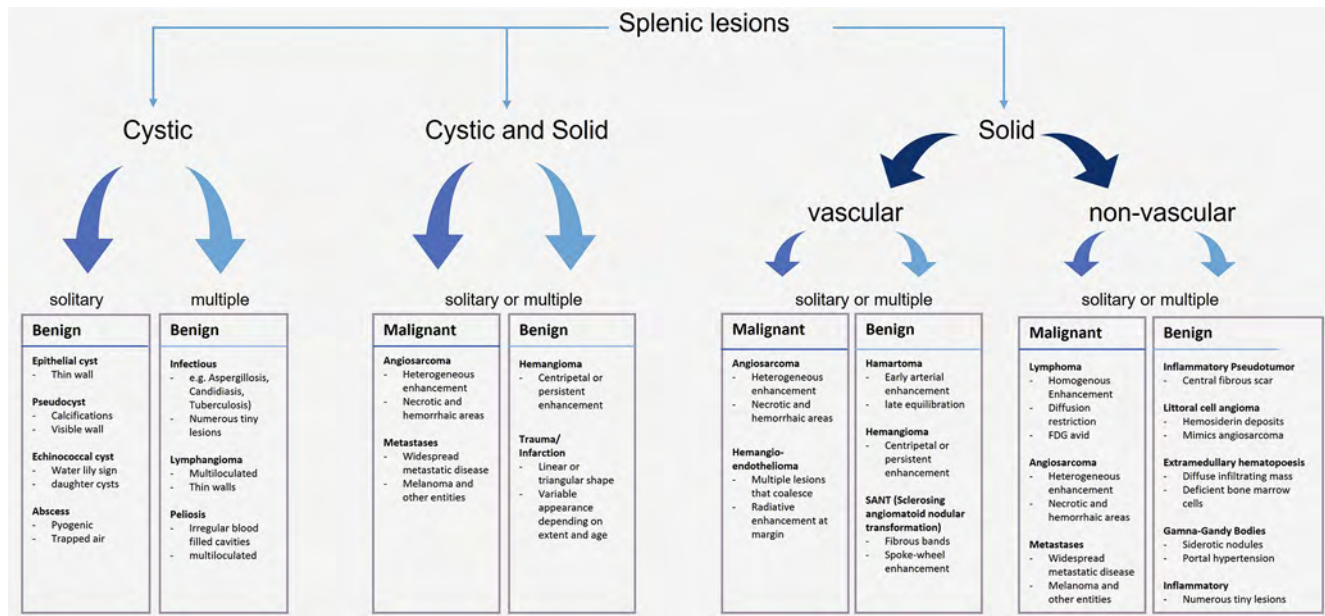 Splenic lesions
Cystic
Cystic and Solid
Solid
vascular
non-vascular
solitary
multiple
solitary or multiple
solitary or multiple
solitary or multiple
Benign
Epithelial cyst
- Thin wall
Pseudocyst
- Calcifications
- Visible wall
Echinococcal cyst
- Water lily sign
- daughter cysts
Abscess
- Pyogenic
- Trapped air
Benign
Infectious
- e.g. Aspergillosis,
Candidiasis,
Tuberculosis)
- Numerous tiny
lesions
Lymphangioma
- Multiloculated
- Thin walls
Peliosis
- Irregular blood
filled cavities
- multiloculated
Malignant
Angiosarcoma
- Heterogeneous
enhancement
- Necrotic and
hemorrhaic areas
Metastases
- Widespread
metastatic disease
- Melanoma and
other entities
Benign
Hemangioma
- Centripetal or
persistent
enhancement
Trauma/
Infarction
- Linear or
triangular shape
- Variable
appearance
depending on
extent and age
Malignant
Angiosarcoma
- Heterogeneous
enhancement
- Necrotic and
hemorrhaic areas
Hemangio-
endothelioma
- Multiple lesions
that coalesce
- Radiative
enhancement at
margin
Benign
Hamartoma
- Early arterial
enhancement
- late equilibration
Hemangioma
- Centripetal or
persistent
enhancement
SANT (Sclerosing
angiomatoid nodular
transformation)
- Fibrous bands
- Spoke-wheel
enhancement
Malignant
Lymphoma
- Homogenous
Enhancement
- Diffusion
restriction
- FDG avid
Angiosarcoma
- Heterogeneous
enhancement
- Necrotic and
hemorrhaic areas
Metastases
- Widespread
metastatic disease
- Melanoma and
other entities
Benign
Inflammatory Pseudotumor
- Central fibrous scar
Littoral cell angioma
- Hemosiderin deposits
- Mimics angiosarcoma
Extramedullary hematopoesis
- Diffuse infiltrating mass
- Deficient bone marrow
cells
Gamna-Gandy Bodies
- Siderotic nodules
- Portal hypertension
Inflammatory
- Numerous tiny lesions